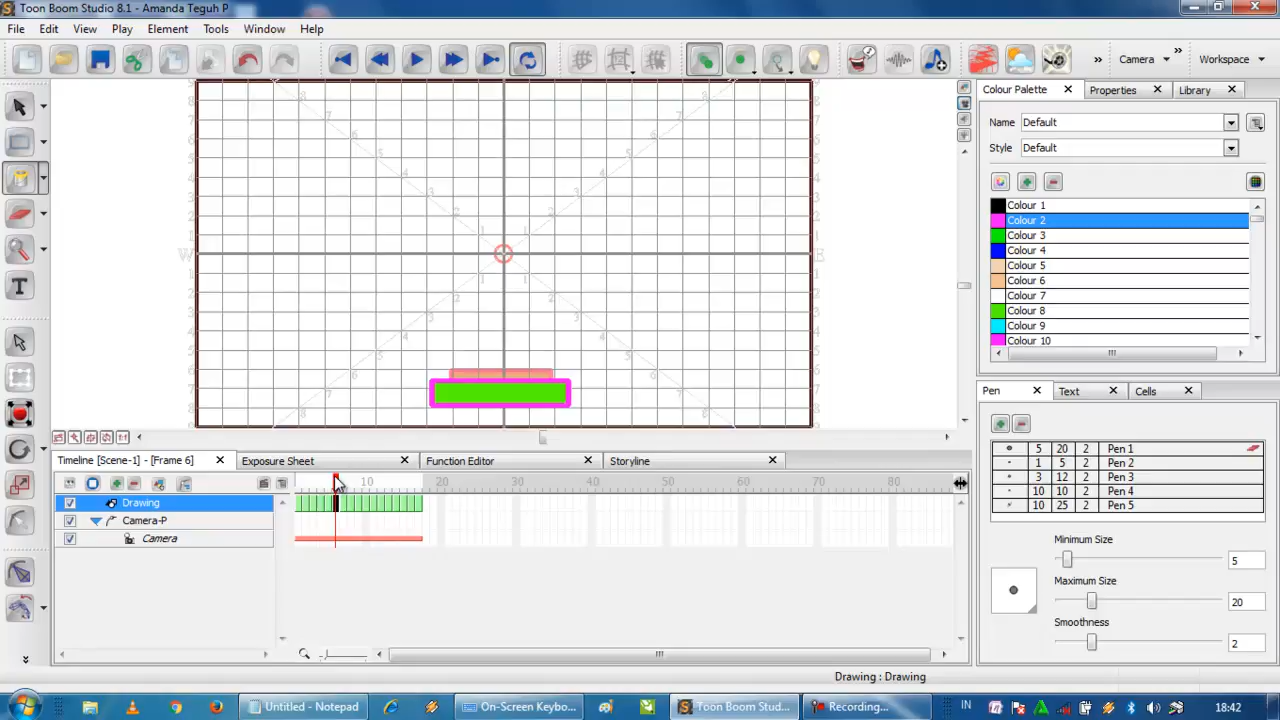 Toon Boom Studio 8.1 - Amanda Teguh P
File Edit View Play Element Tools Window Help
Camera Workspace
Colour Palette Properties Library
Name Default
Style Default
Colour 1
Colour 2
Colour 3
Colour 4
Colour 5
Colour 6
Colour 7
Colour 8
Colour 9
Colour 10
Pen Text Cells
5 20 2 Pen 1
1 5 2 Pen 2
3 12 2 Pen 3
10 10 2 Pen 4
10 25 2 Pen 5
Minimum Size
5
Maximum Size
20
Smoothness
2
Timeline [Scene-1] - [Frame 6] Exposure Sheet Function Editor Storyline
10 20 30 40 50 60 70 80
Drawing
Camera-P
Camera
Drawing : Drawing
Untitled - Notepad On-Screen Keybo... Toon Boom Stud... Recording... IN 18:42